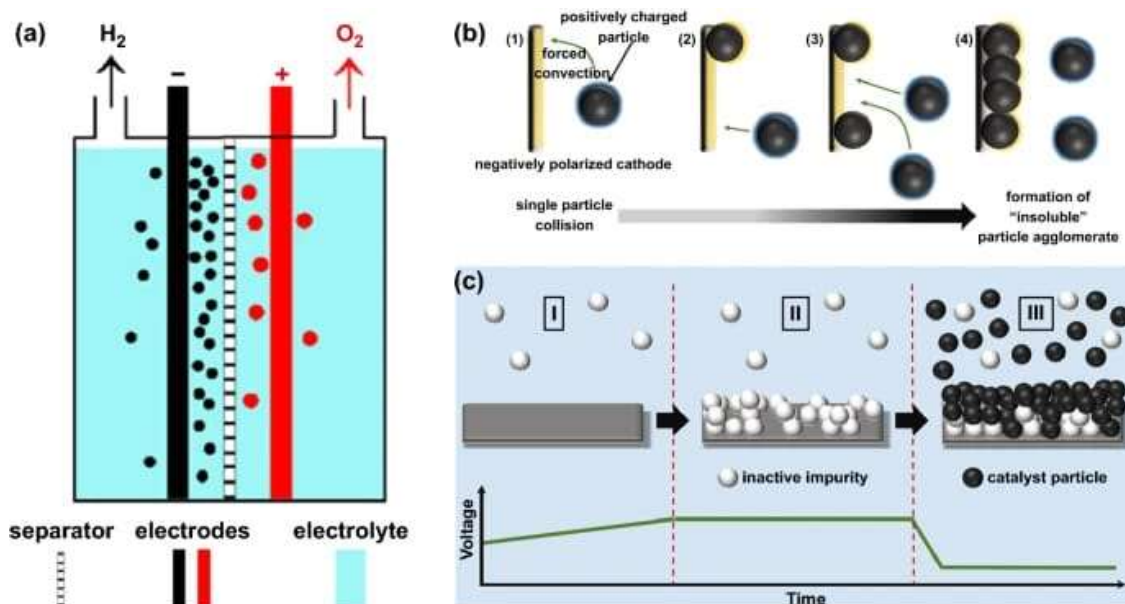 (a)
H2
O2
−
+
separator
electrodes
electrolyte
(b)
positively charged
particle
(1)
forced
convection
(2)
(3)
(4)
negatively polarized cathode
single particle
collision
formation of
“insoluble”
particle agglomerate
(c)
I
II
III
inactive impurity
catalyst particle
Voltage
Time